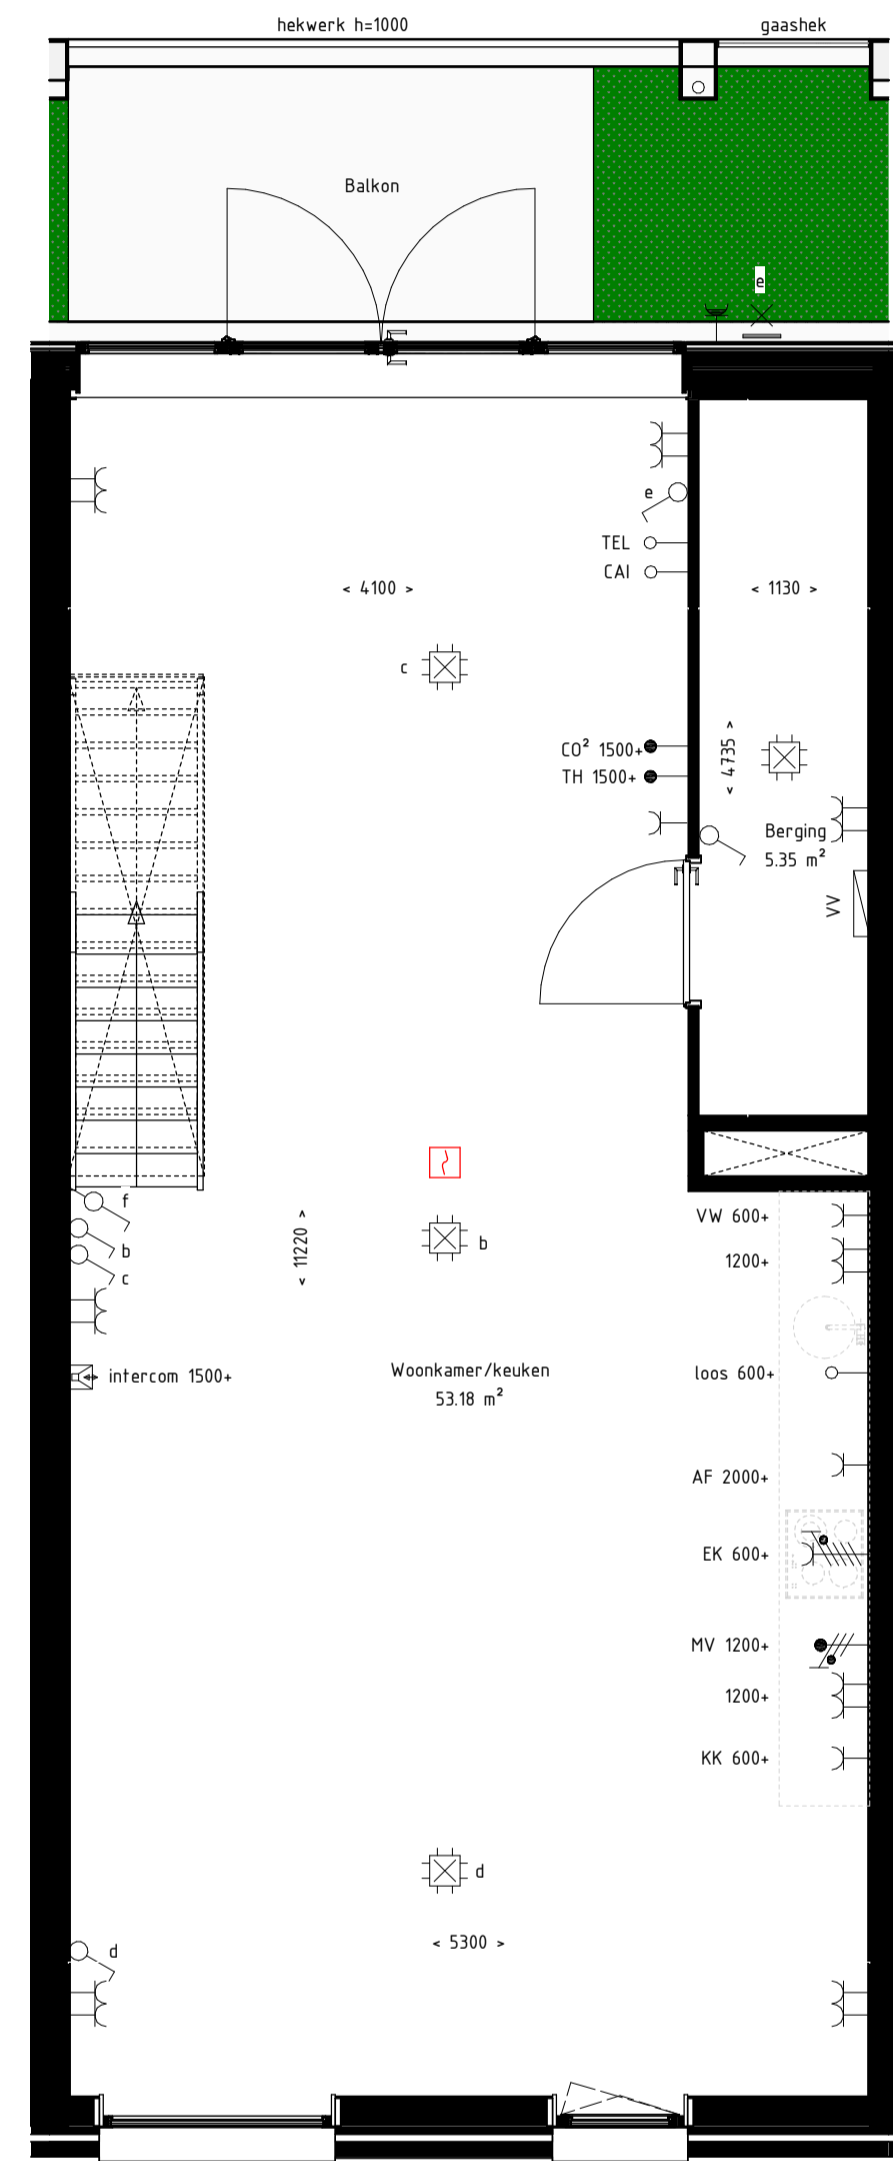 hekwerk h=1000
gaashek
Balkon
e
e
TEL
CAI
< 4100 >
< 1130 >
c
CO² 1500+
TH 1500+
< 4735 >
Berging
5.35 m²
VV
f
b
c
< 11220 >
b
VW 600+
1200+
intercom 1500+
Woonkamer/keuken
53.18 m²
loos 600+
AF 2000+
EK 600+
MV 1200+
1200+
KK 600+
d
< 5300 >
d